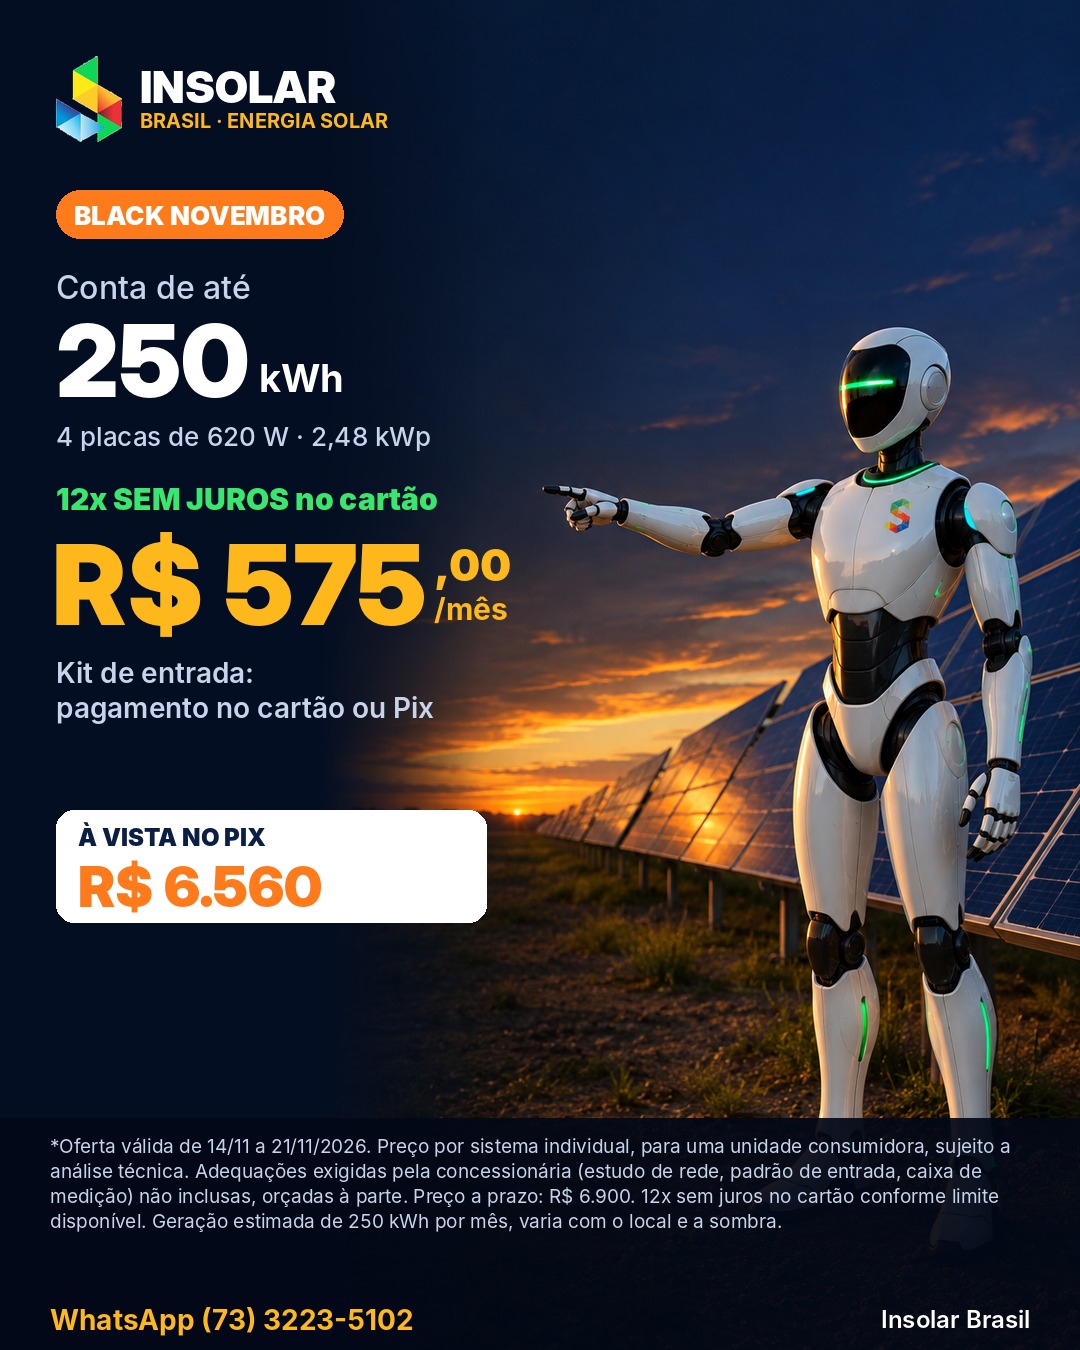 INSOLAR
BRASIL · ENERGIA SOLAR
BLACK NOVEMBRO
Conta de até
250 kWh
4 placas de 620 W · 2,48 kWp
12x SEM JUROS no cartão
R$ 575,00
/mês
Kit de entrada:
pagamento no cartão ou Pix
À VISTA NO PIX
R$ 6.560
*Oferta válida de 14/11 a 21/11/2026. Preço por sistema individual, para uma unidade consumidora, sujeito a
análise técnica. Adequações exigidas pela concessionária (estudo de rede, padrão de entrada, caixa de
medição) não inclusas, orçadas à parte. Preço a prazo: R$ 6.900. 12x sem juros no cartão conforme limite
disponível. Geração estimada de 250 kWh por mês, varia com o local e a sombra.
WhatsApp (73) 3223-5102
Insolar Brasil